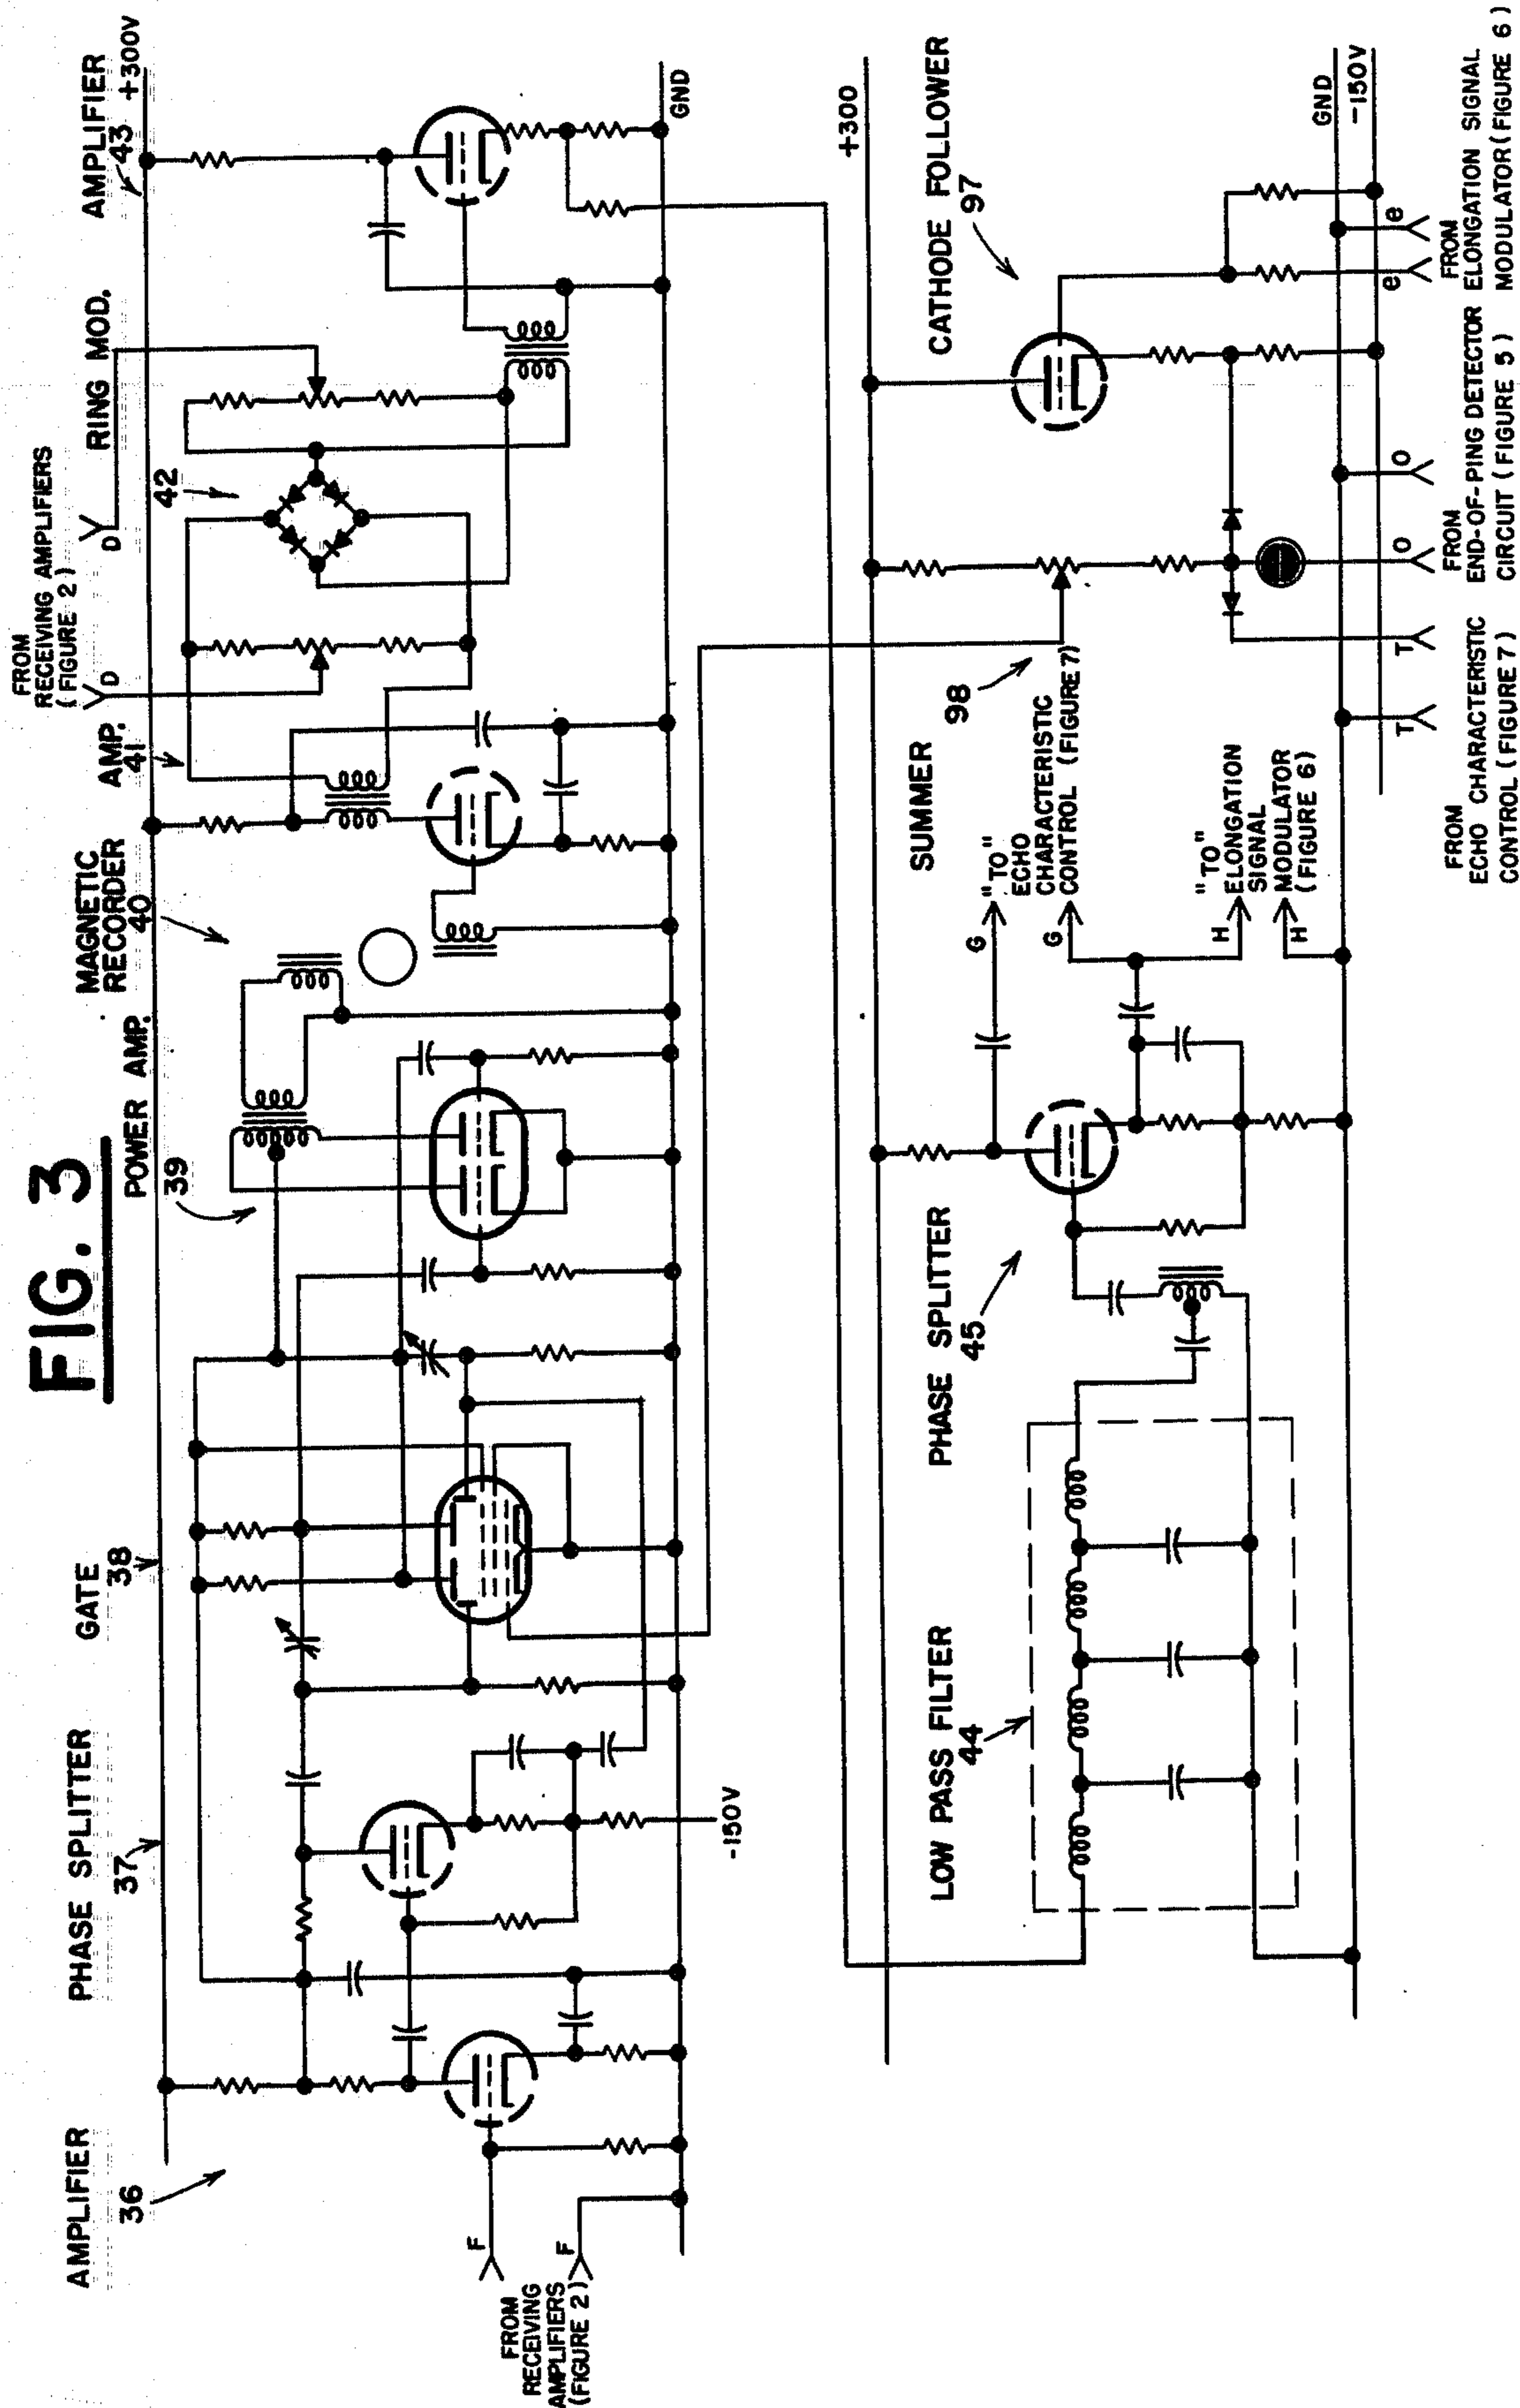 FIG. 3
AMPLIFIER
36
PHASE SPLITTER
37
GATE
38
POWER AMP.
39
MAGNETIC
RECORDER
40
AMP.
41
FROM
RECEIVING AMPLIFIERS
(FIGURE 2)
D
D
RING MOD.
42
AMPLIFIER
43
+300V
GND
F
F
FROM
RECEIVING
AMPLIFIERS
(FIGURE 2)
-150V
+300
LOW PASS FILTER
44
PHASE SPLITTER
45
SUMMER
98
CATHODE FOLLOWER
97
G
G
"TO"
ECHO
CHARACTERISTIC
CONTROL (FIGURE 7)
H
H
"TO"
ELONGATION
SIGNAL
MODULATOR
(FIGURE 6)
GND
-150V
T
T
O
O
e
e
FROM
ECHO CHARACTERISTIC
CONTROL (FIGURE 7)
FROM
END-OF-PING DETECTOR
CIRCUIT (FIGURE 5)
FROM
ELONGATION SIGNAL
MODULATOR (FIGURE 6)